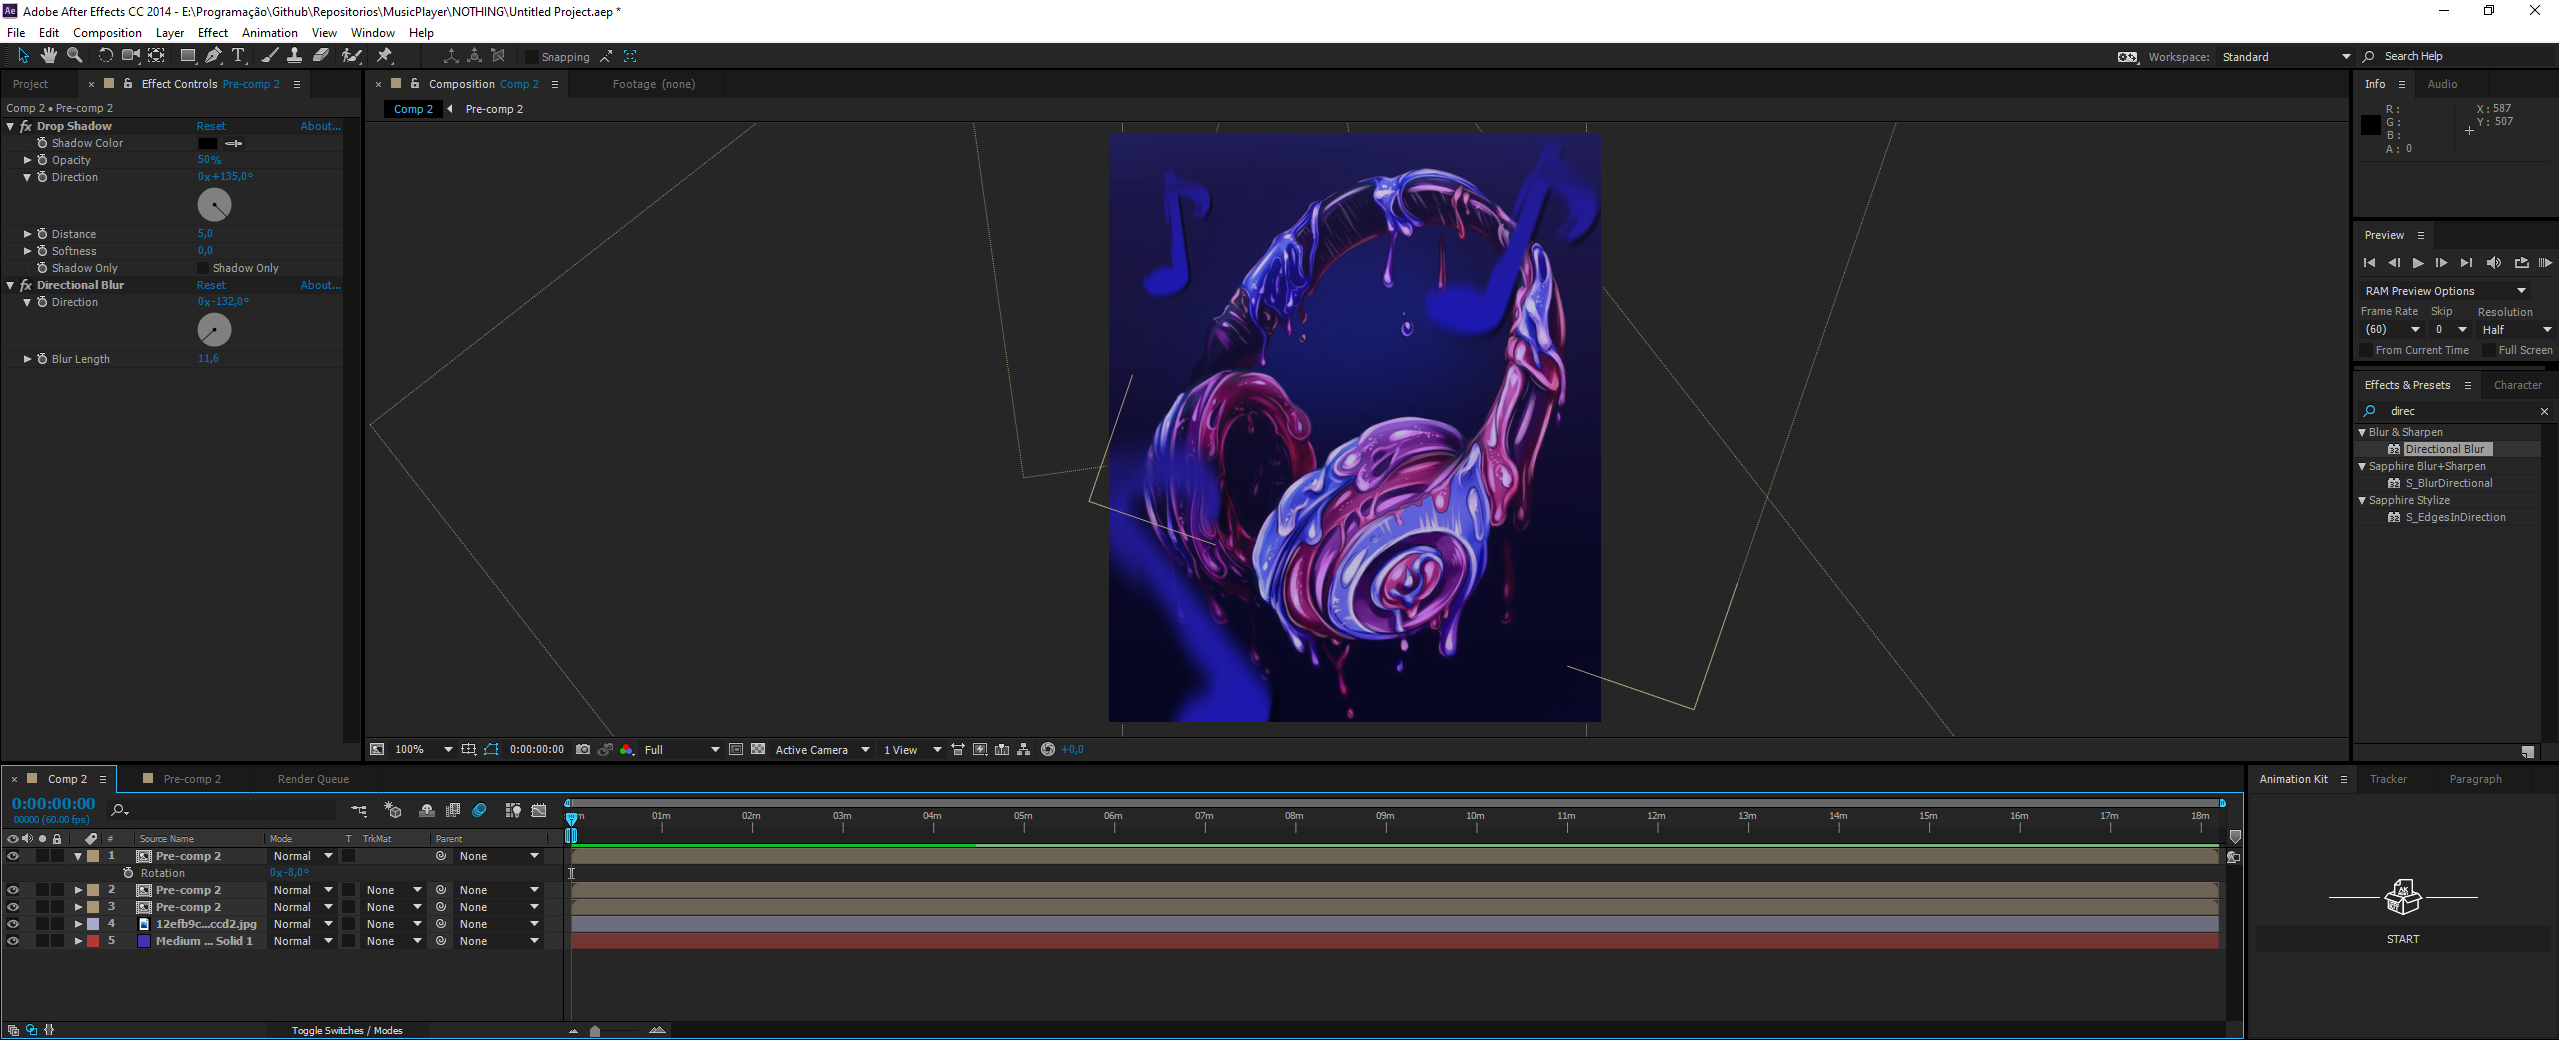 Adobe After Effects CC 2014 - E:\Programação\Github\Repositorios\MusicPlayer\NOTHING\Untitled Project.aep *
File Edit Composition Layer Effect Animation View Window Help
Snapping
Workspace: Standard
Search Help
Project
Effect Controls Pre-comp 2
Comp 2 • Pre-comp 2
fx Drop Shadow Reset About...
Shadow Color
Opacity 50%
Direction 0x+135,0°
Distance 5,0
Softness 0,0
Shadow Only Shadow Only
fx Directional Blur Reset About...
Direction 0x-132,0°
Blur Length 11,6
Composition Comp 2
Footage (none)
Comp 2 Pre-comp 2
100% 0:00:00:00 Full Active Camera 1 View +0,0
Info Audio
R: X: 587
G: Y: 507
B:
A: 0
Preview
RAM Preview Options
Frame Rate Skip Resolution
(60) 0 Half
From Current Time Full Screen
Effects & Presets Character
direc
Blur & Sharpen
Directional Blur
Sapphire Blur+Sharpen
S_BlurDirectional
Sapphire Stylize
S_EdgesInDirection
Comp 2 Pre-comp 2 Render Queue
0:00:00:00
00000 (60.00 fps)
01m 02m 03m 04m 05m 06m 07m 08m 09m 10m 11m 12m 13m 14m 15m 16m 17m 18m
# Source Name Mode T TrkMat Parent
1 Pre-comp 2 Normal None
Rotation 0x-8,0°
2 Pre-comp 2 Normal None None
3 Pre-comp 2 Normal None None
4 12efb9c...ccd2.jpg Normal None None
5 Medium ... Solid 1 Normal None None
Toggle Switches / Modes
Animation Kit Tracker Paragraph
AK
START